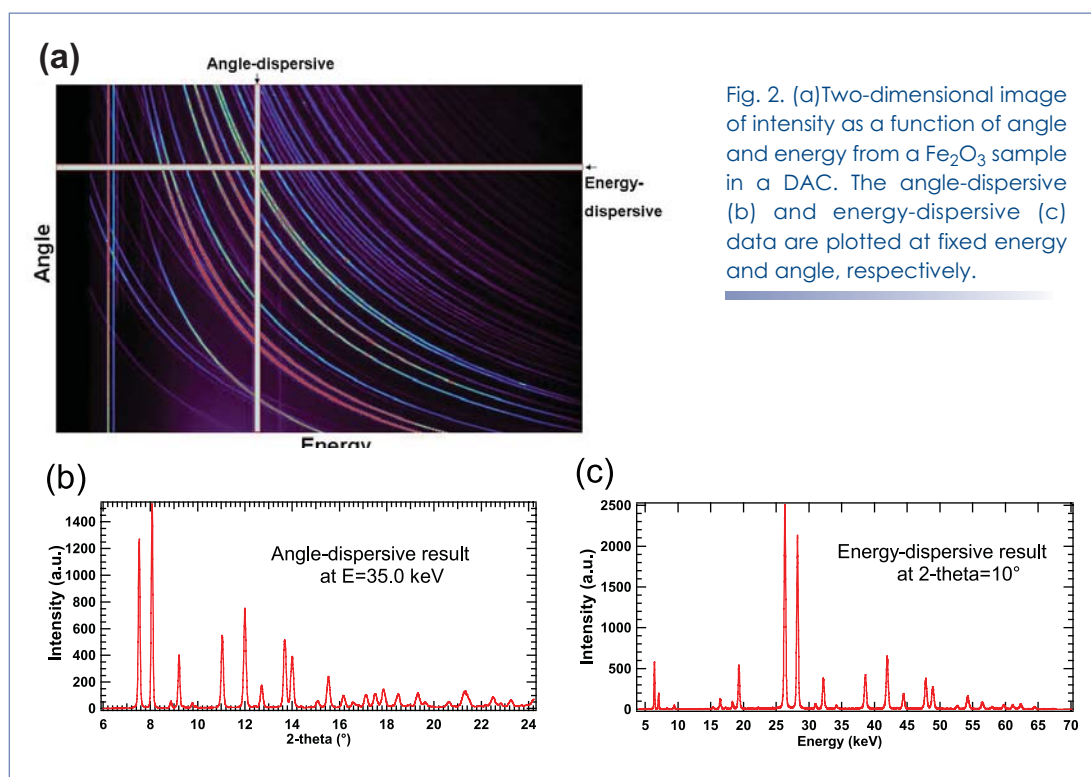 (a)
Angle-dispersive
Angle
Energy-
dispersive
Energy
Fig. 2. (a)Two-dimensional image
of intensity as a function of angle
and energy from a Fe₂O₃ sample
in a DAC. The angle-dispersive
(b) and energy-dispersive (c)
data are plotted at fixed energy
and angle, respectively.
(b)
Intensity (a.u.)
1400
1200
1000
800
600
400
200
0
Angle-dispersive result
at E=35.0 keV
6 8 10 12 14 16 18 20 22 24
2-theta (°)
(c)
Intensity (a.u.)
2500
2000
1500
1000
500
0
Energy-dispersive result
at 2-theta=10°
5 10 15 20 25 30 35 40 45 50 55 60 65 70
Energy (keV)